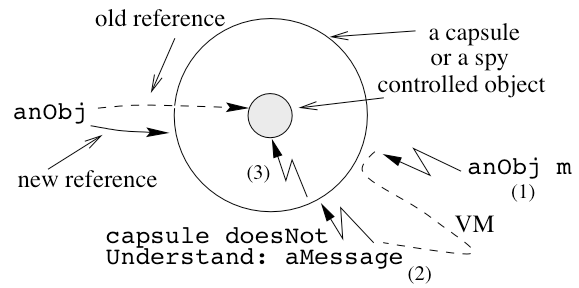 old reference
a capsule
or a spy
controlled object
anObj
(3)
anObj m
(1)
new reference
VM
capsule doesNot
Understand: aMessage
(2)